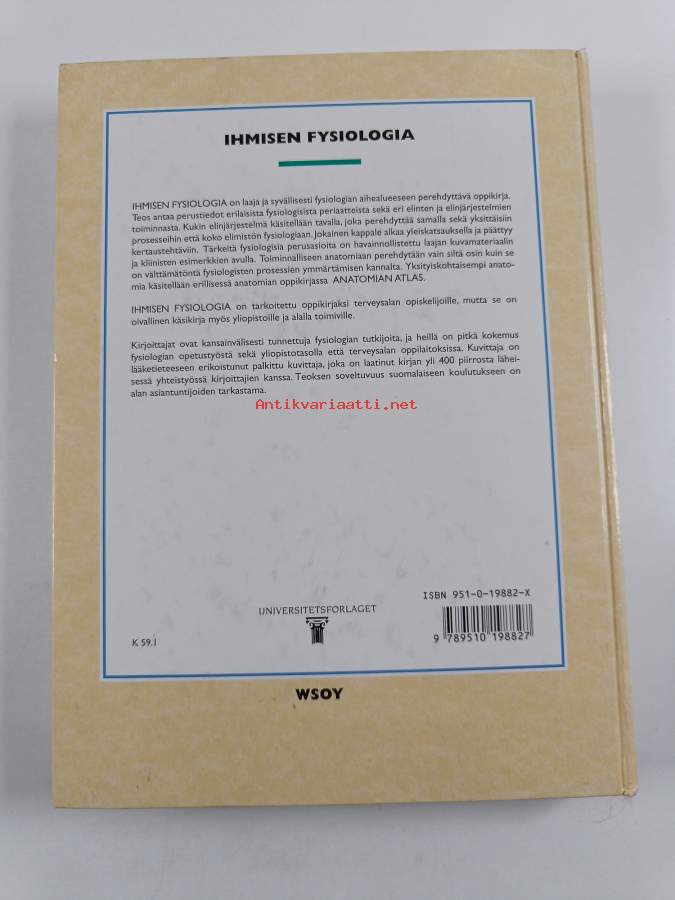 IHMISEN FYSIOLOGIA
IHMISEN FYSIOLOGIA on laaja ja syvällisesti fysiologian aihealueeseen perehdyttävä oppikirja.
Teos antaa perustiedot erilaisista fysiologisista periaatteista sekä eri elinten ja elinjärjestelmien
toiminnasta. Kukin elinjärjestelmä käsitellään tavalla, joka perehdyttää samalla sekä yksittäisiin
prosesseihin että koko elimistön fysiologiaan. Jokainen kappale alkaa yleiskatsauksella ja päättyy
kertaustehtäviin. Tärkeitä fysiologisia perusasioita on havainnollistettu laajan kuvamateriaalin
ja kliinisten esimerkkien avulla. Toiminnalliseen anatomiaan perehdytään vain siltä osin kuin se
on välttämätöntä fysiologisten prosessien ymmärtämisen kannalta. Yksityiskohtaisempi anato-
mia käsitellään erillisessä anatomian oppikirjassa ANATOMIAN ATLAS.
IHMISEN FYSIOLOGIA on tarkoitettu oppikirjaksi terveysalan opiskelijoille, mutta se on
oivallinen käsikirja myös yliopistoille ja alalla toimiville.
Kirjoittajat ovat kansainvälisesti tunnettuja fysiologian tutkijoita, ja heillä on pitkä kokemus
fysiologian opetustyöstä sekä yliopistotasolla että terveysalan oppilaitoksissa. Kuvittaja on
lääketieteeseen erikoistunut palkittu kuvittaja, joka on laatinut kirjan yli 400 piirrosta lähei-
sessä yhteistyössä kirjoittajien kanssa. Teoksen soveltuvuus suomalaiseen koulutukseen on
alan asiantuntijoiden tarkastama.
Antikvariaatti.net
ISBN 951-0-19882-X
UNIVERSITETSFORLAGET
9 789510 198827
K 59.1
WSOY